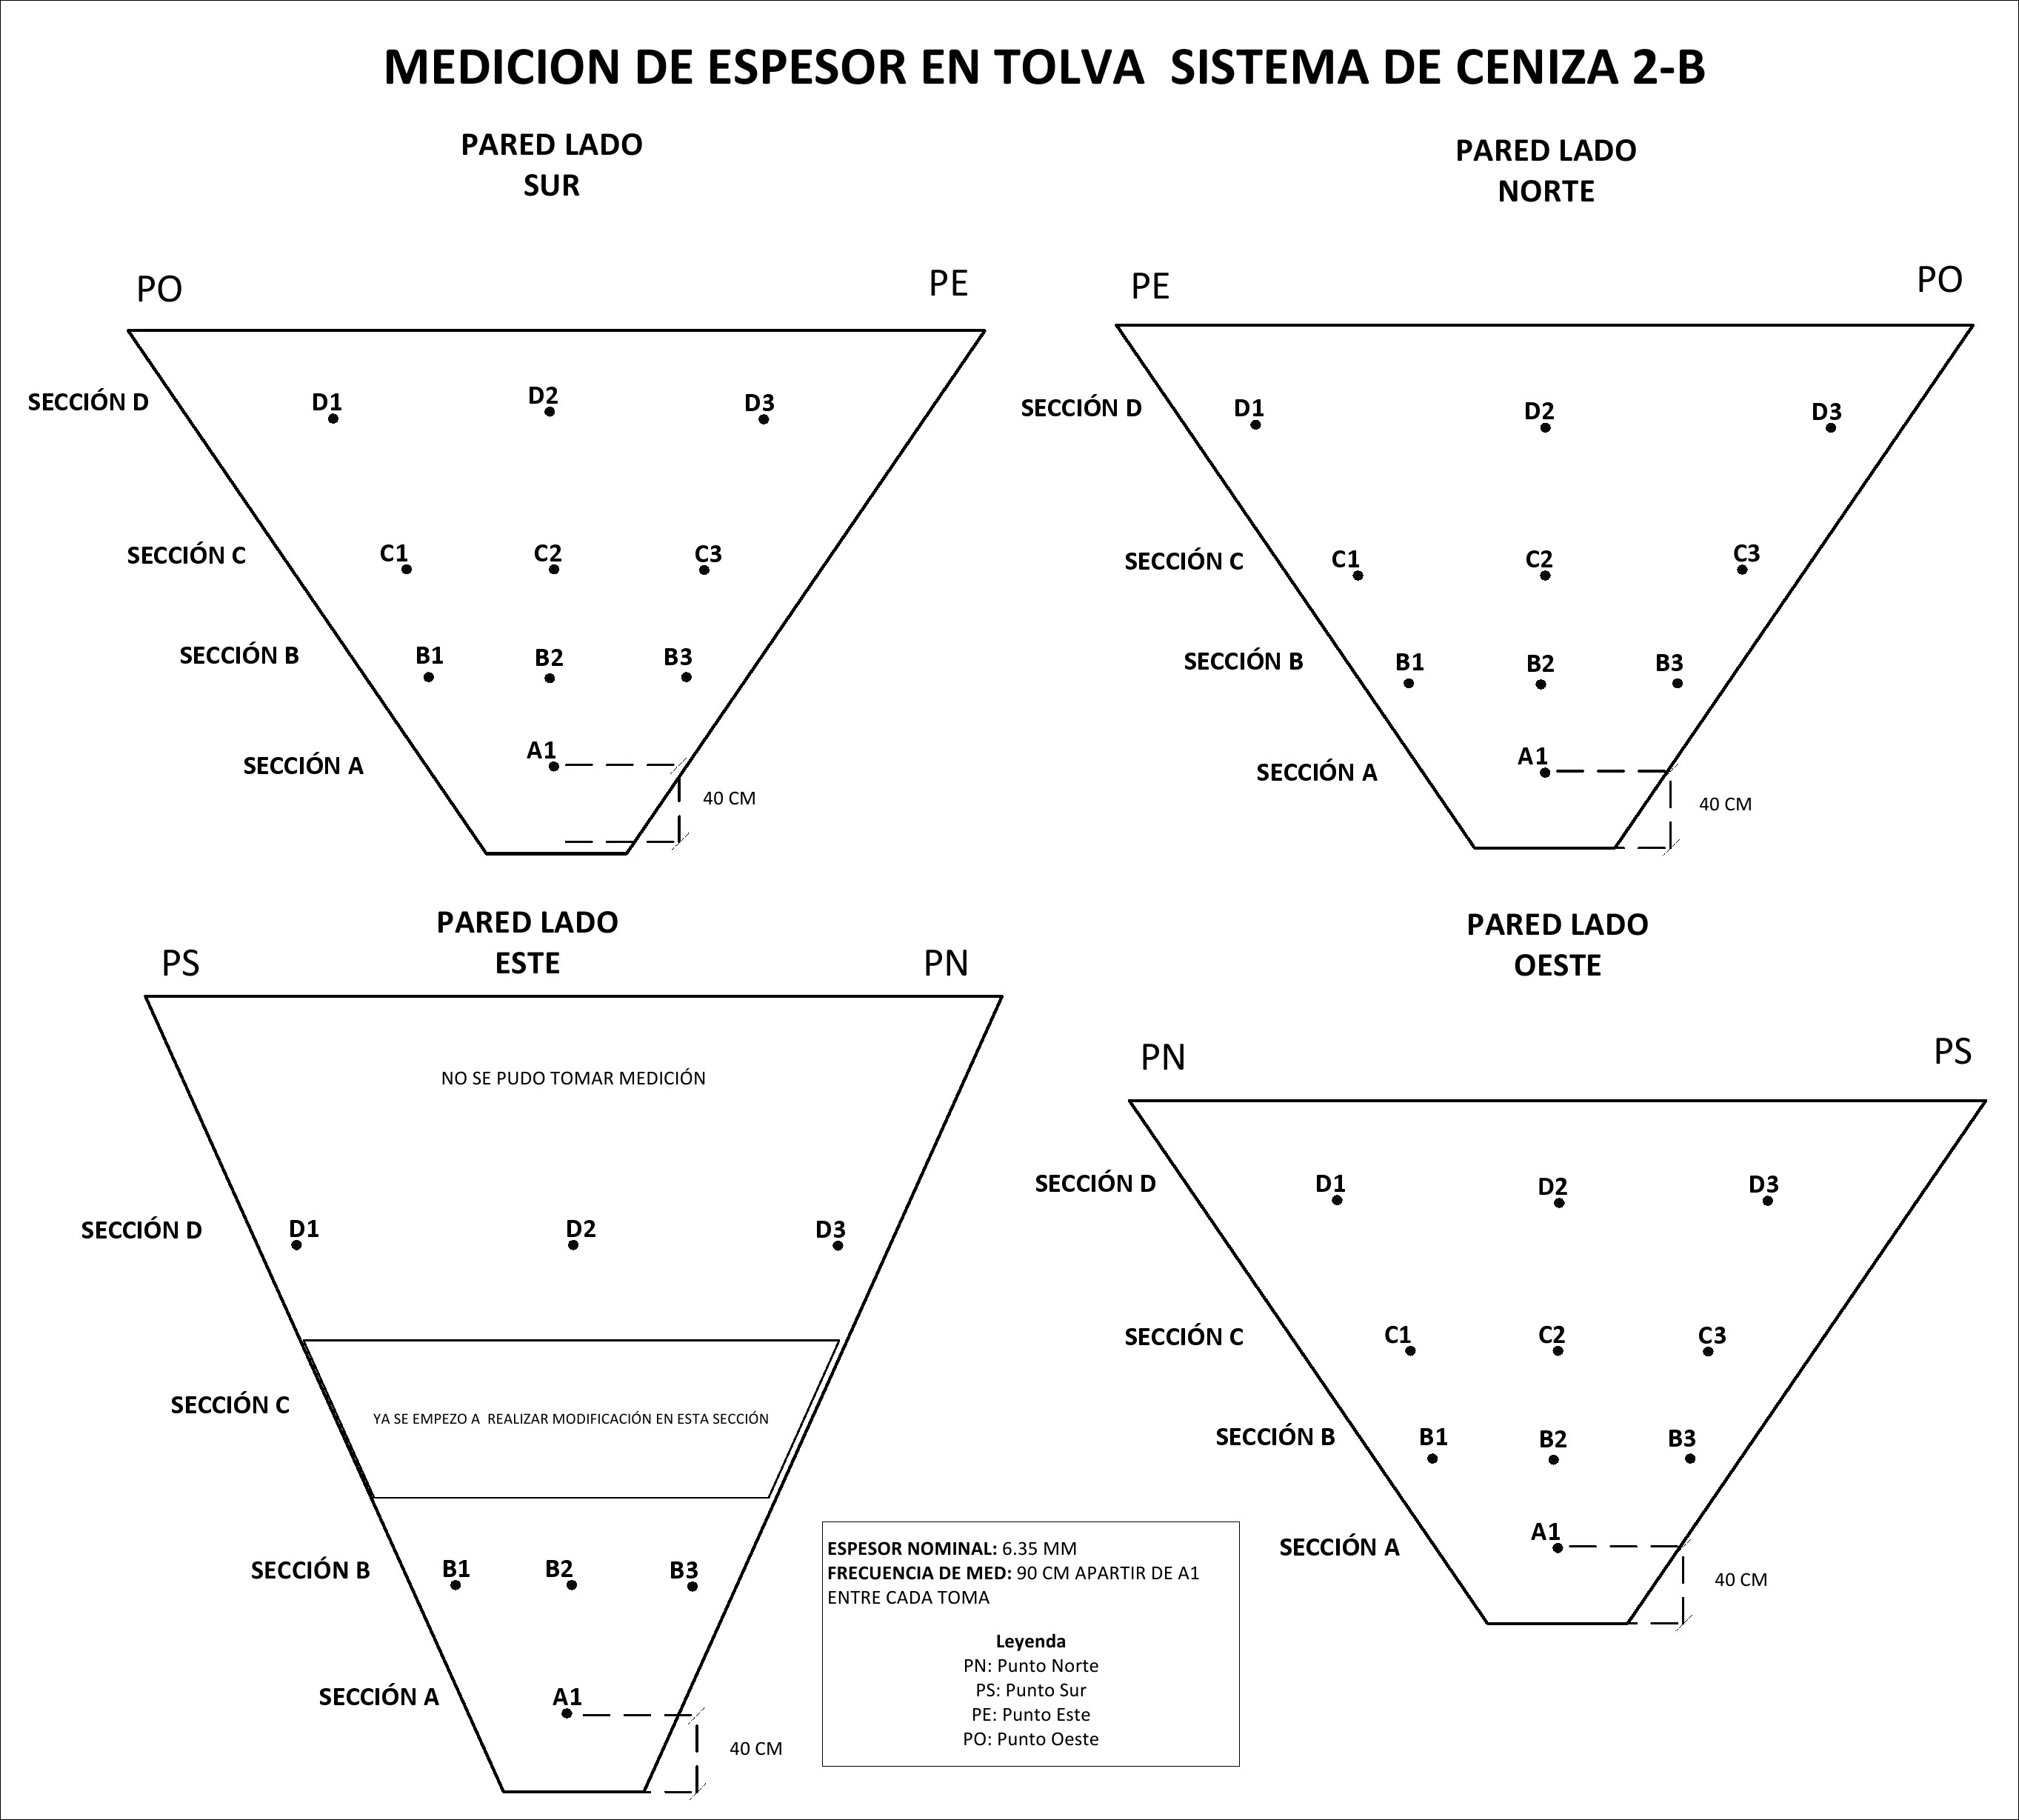 MEDICION DE ESPESOR EN TOLVA  SISTEMA DE CENIZA 2-B
PARED LADO
SUR
PO
PE
SECCIÓN D
D1
D2
D3
SECCIÓN C
C1
C2
C3
SECCIÓN B
B1
B2
B3
SECCIÓN A
A1
40 CM
PARED LADO
NORTE
PE
PO
SECCIÓN D
D1
D2
D3
SECCIÓN C
C1
C2
C3
SECCIÓN B
B1
B2
B3
SECCIÓN A
A1
40 CM
PARED LADO
ESTE
PS
PN
NO SE PUDO TOMAR MEDICIÓN
SECCIÓN D
D1
D2
D3
SECCIÓN C
YA SE EMPEZO A  REALIZAR MODIFICACIÓN EN ESTA SECCIÓN
SECCIÓN B
B1
B2
B3
SECCIÓN A
A1
40 CM
PARED LADO
OESTE
PN
PS
SECCIÓN D
D1
D2
D3
SECCIÓN C
C1
C2
C3
SECCIÓN B
B1
B2
B3
SECCIÓN A
A1
40 CM
ESPESOR NOMINAL: 6.35 MM
FRECUENCIA DE MED: 90 CM APARTIR DE A1
ENTRE CADA TOMA
Leyenda
PN: Punto Norte
PS: Punto Sur
PE: Punto Este
PO: Punto Oeste